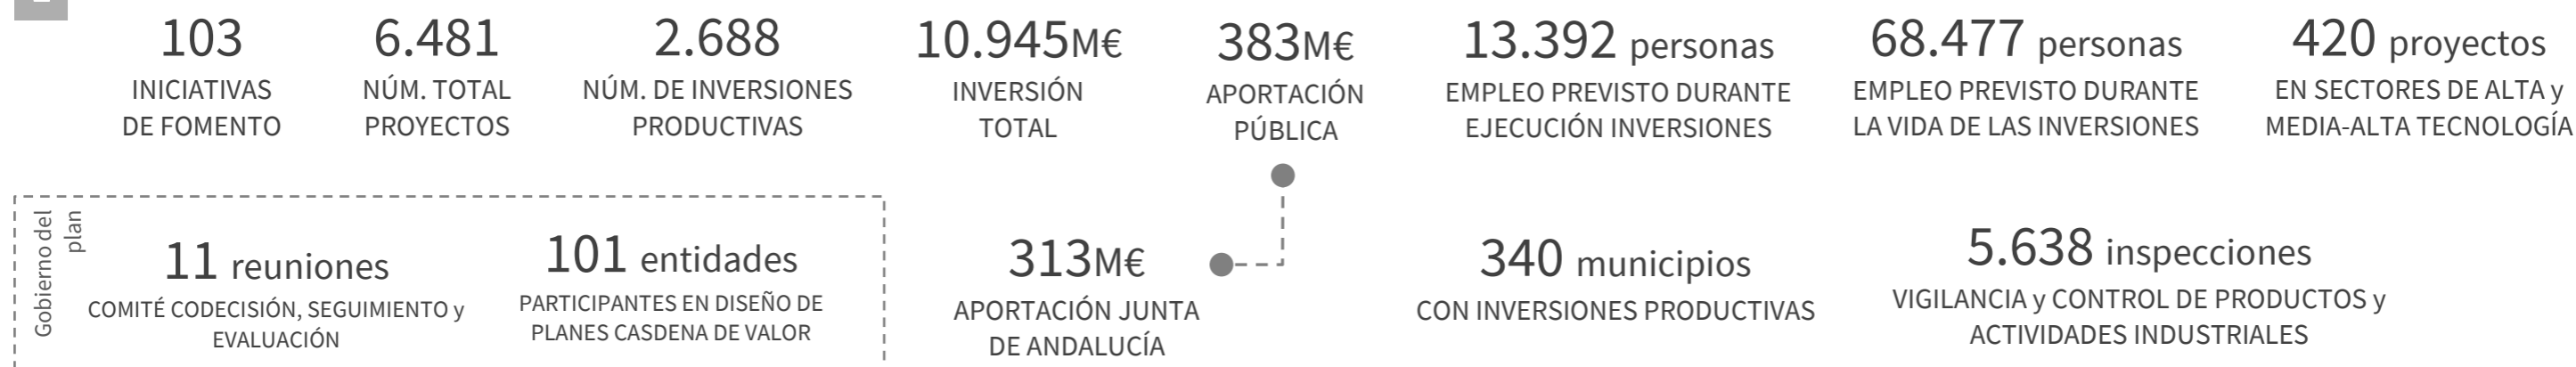 103
INICIATIVAS
DE FOMENTO
6.481
NÚM. TOTAL
PROYECTOS
2.688
NÚM. DE INVERSIONES
PRODUCTIVAS
10.945M€
INVERSIÓN
TOTAL
383M€
APORTACIÓN
PÚBLICA
13.392 personas
EMPLEO PREVISTO DURANTE
EJECUCIÓN INVERSIONES
68.477 personas
EMPLEO PREVISTO DURANTE
LA VIDA DE LAS INVERSIONES
420 proyectos
EN SECTORES DE ALTA y
MEDIA-ALTA TECNOLOGÍA
Gobierno del
plan
11 reuniones
COMITÉ CODECISIÓN, SEGUIMIENTO y
EVALUACIÓN
101 entidades
PARTICIPANTES EN DISEÑO DE
PLANES CASDENA DE VALOR
313M€
APORTACIÓN JUNTA
DE ANDALUCÍA
340 municipios
CON INVERSIONES PRODUCTIVAS
5.638 inspecciones
VIGILANCIA y CONTROL DE PRODUCTOS y
ACTIVIDADES INDUSTRIALES